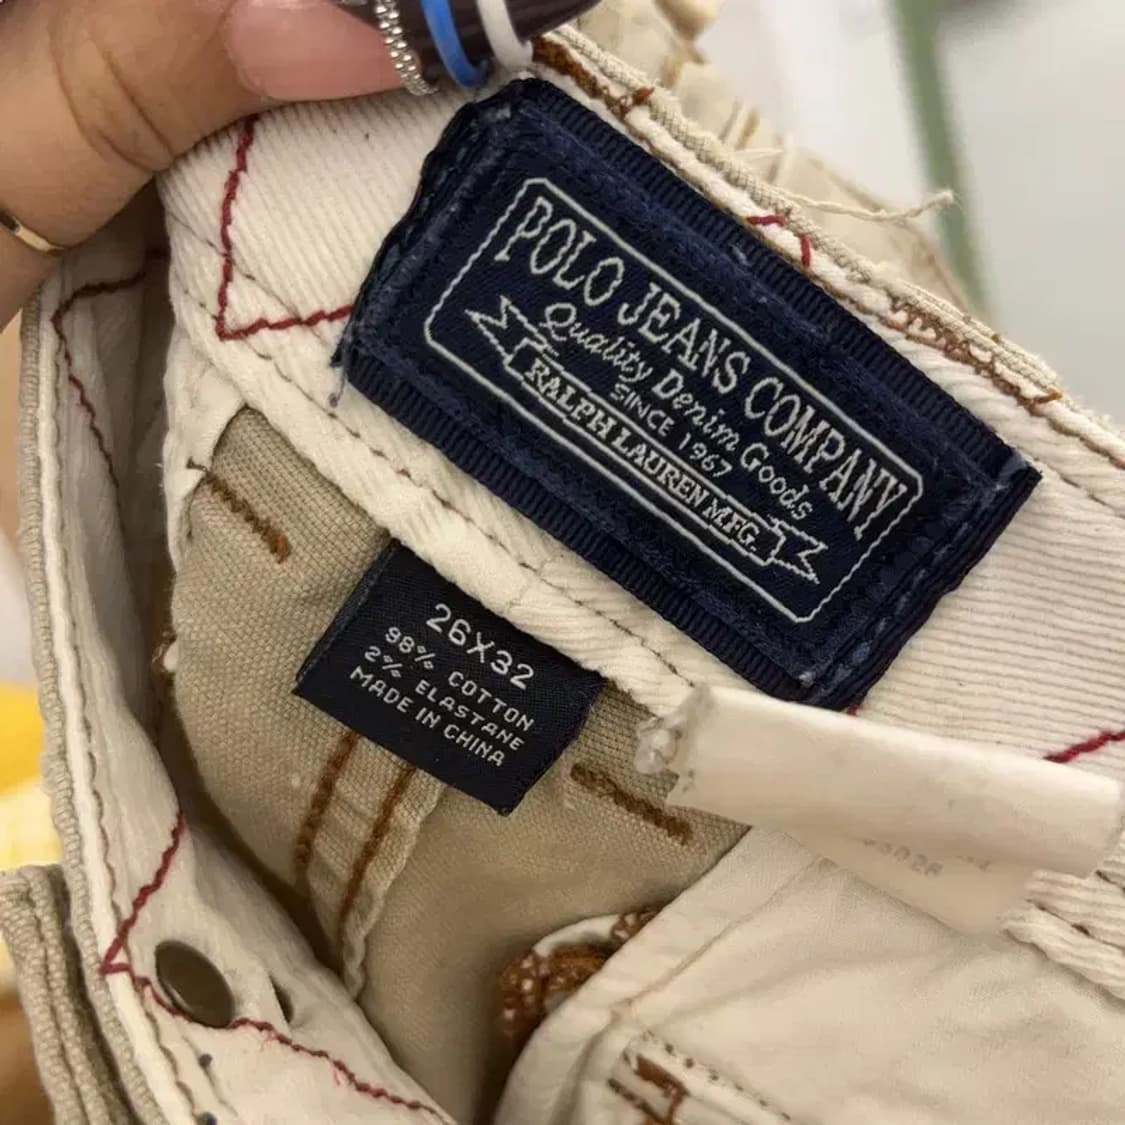 POLO JEANS COMPANY
Quality Denim Goods
SINCE 1967
RALPH LAUREN MFG.
26X32
98% COTTON
2% ELASTANE
MADE IN CHINA